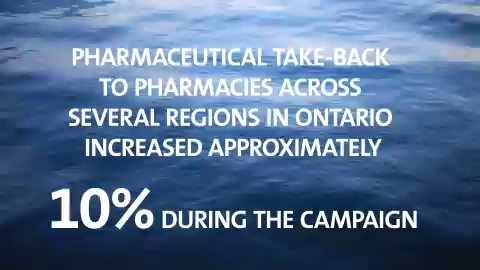 PHARMACEUTICAL TAKE-BACK
TO PHARMACIES ACROSS
SEVERAL REGIONS IN ONTARIO
INCREASED APPROXIMATELY
10% DURING THE CAMPAIGN